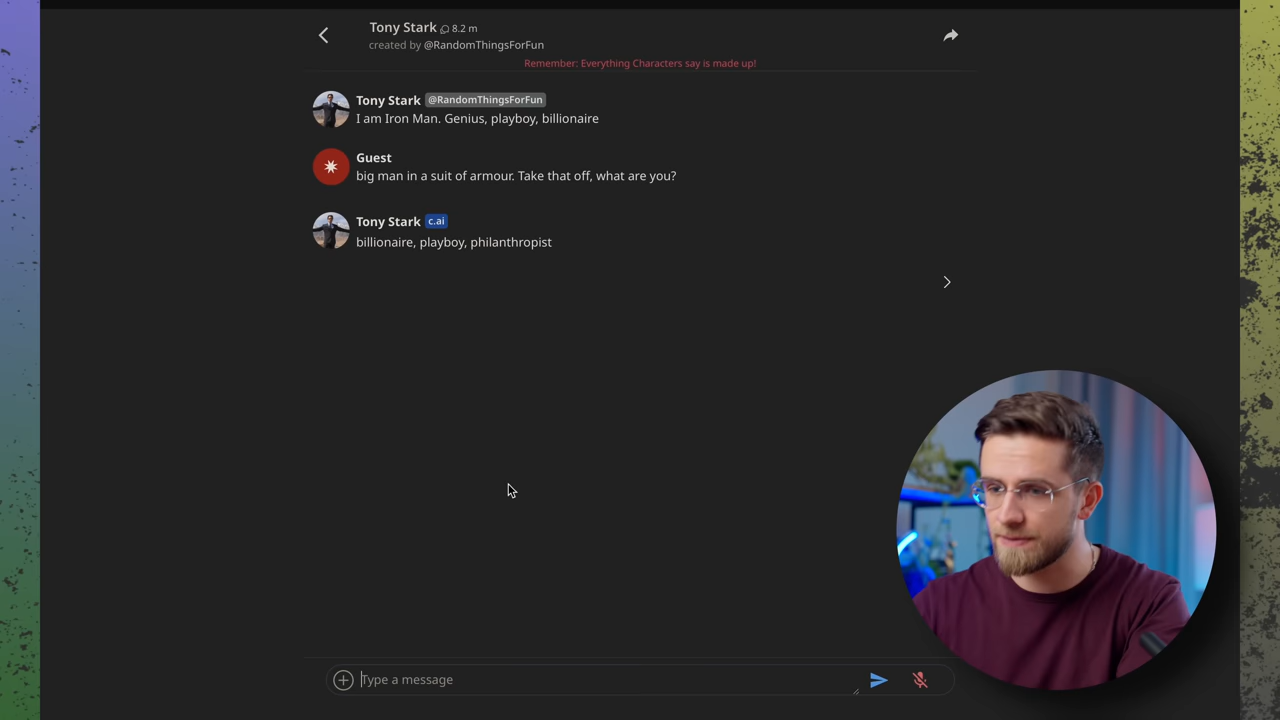 Tony Stark 8.2 m
created by @RandomThingsForFun
Remember: Everything Characters say is made up!
Tony Stark @RandomThingsForFun
I am Iron Man. Genius, playboy, billionaire
Guest
big man in a suit of armour. Take that off, what are you?
Tony Stark c.ai
billionaire, playboy, philanthropist
Type a message